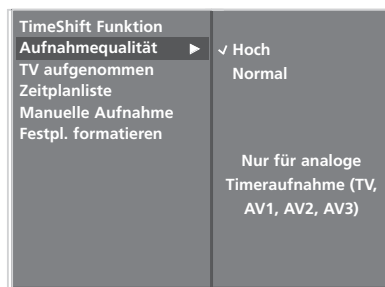 TimeShift Funktion
Aufnahmequalität
TV aufgenommen
Zeitplanliste
Manuelle Aufnahme
Festpl. formatieren
Hoch
Normal
Nur für analoge
Timeraufnahme (TV,
AV1, AV2, AV3)